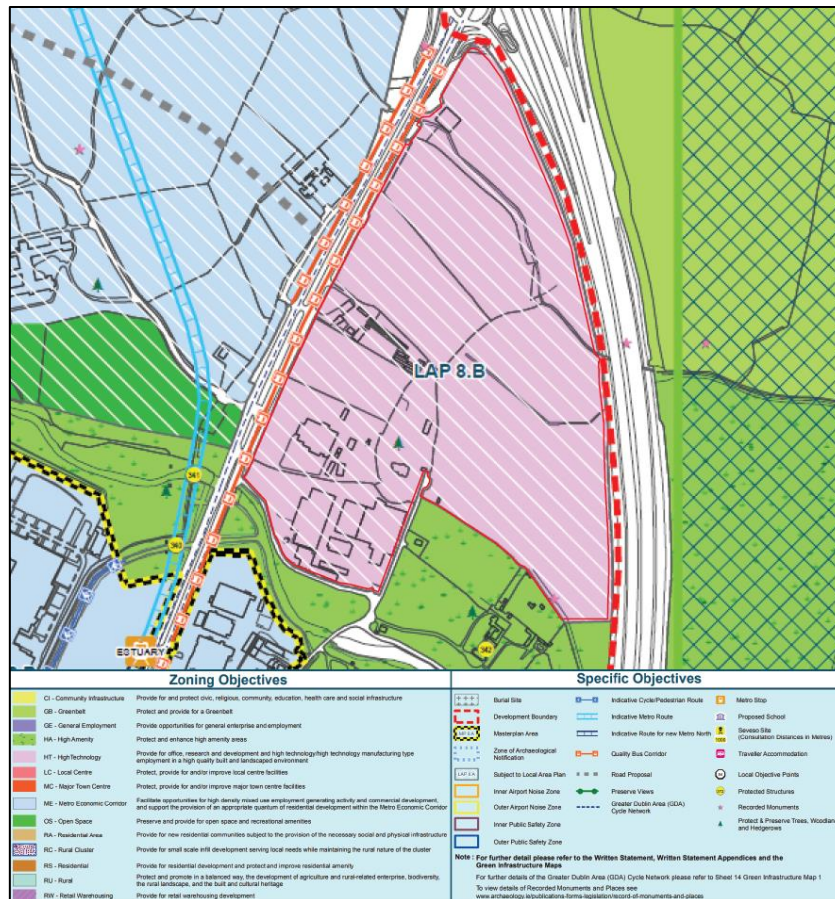 LAP 8.B
341
340
ESTUARY
342
Zoning Objectives
CI - Community Infrastructure Provide for and protect civic, religious, community, education, health care and social infrastructure
GB - Greenbelt Protect and provide for a Greenbelt
GE - General Employment Provide opportunities for general enterprise and employment
HA - High Amenity Protect and enhance high amenity areas
HT - HighTechnology Provide for office, research and development and high technology/high technology manufacturing type
employment in a high quality built and landscaped environment
LC - Local Centre Protect, provide for and/or improve local centre facilities
MC - Major Town Centre Protect, provide for and/or improve major town centre facilities
ME - Metro Economic Corridor Facilitate opportunities for high density mixed use employment generating activity and commercial development,
and support the provision of an appropriate quantum of residential development within the Metro Economic Corridor
OS - Open Space Preserve and provide for open space and recreational amenities
RA - Residential Area Provide for new residential communities subject to the provision of the necessary social and physical infrastructure
RC - Rural Cluster Provide for small scale infill development serving local needs while maintaining the rural nature of the cluster
RS - Residential Provide for residential development and protect and improve residential amenity
RU - Rural Protect and promote in a balanced way, the development of agriculture and rural-related enterprise, biodiversity,
the rural landscape, and the built and cultural heritage
RW - Retail Warehousing Provide for retail warehousing development
Specific Objectives
Burial Site
Development Boundary
Masterplan Area
Zone of Archaeological
Notification
LAP 3.A Subject to Local Area Plan
Inner Airport Noise Zone
Outer Airport Noise Zone
Inner Public Safety Zone
Outer Public Safety Zone
Indicative Cycle/Pedestrian Route
Indicative Metro Route
Indicative Route for new Metro North
Quality Bus Corridor
Road Proposal
Preserve Views
Greater Dublin Area (GDA)
Cycle Network
Metro Stop
Proposed School
Seveso Site
(Consultation Distances in Metres)
1000
Traveller Accommodation
Local Objective Points
Protected Structures
Recorded Monuments
Protect & Preserve Trees, Woodlan
and Hedgerows
Note : For further detail please refer to the Written Statement, Written Statement Appendices and the
Green Infrastructure Maps
For further details of the Greater Dublin Area (GDA) Cycle Network please refer to Sheet 14 Green Infrastructure Map 1
To view details of Recorded Monuments and Places see
www.archaeology.ie/publications-forms-legislation/record-of-monuments-and-places